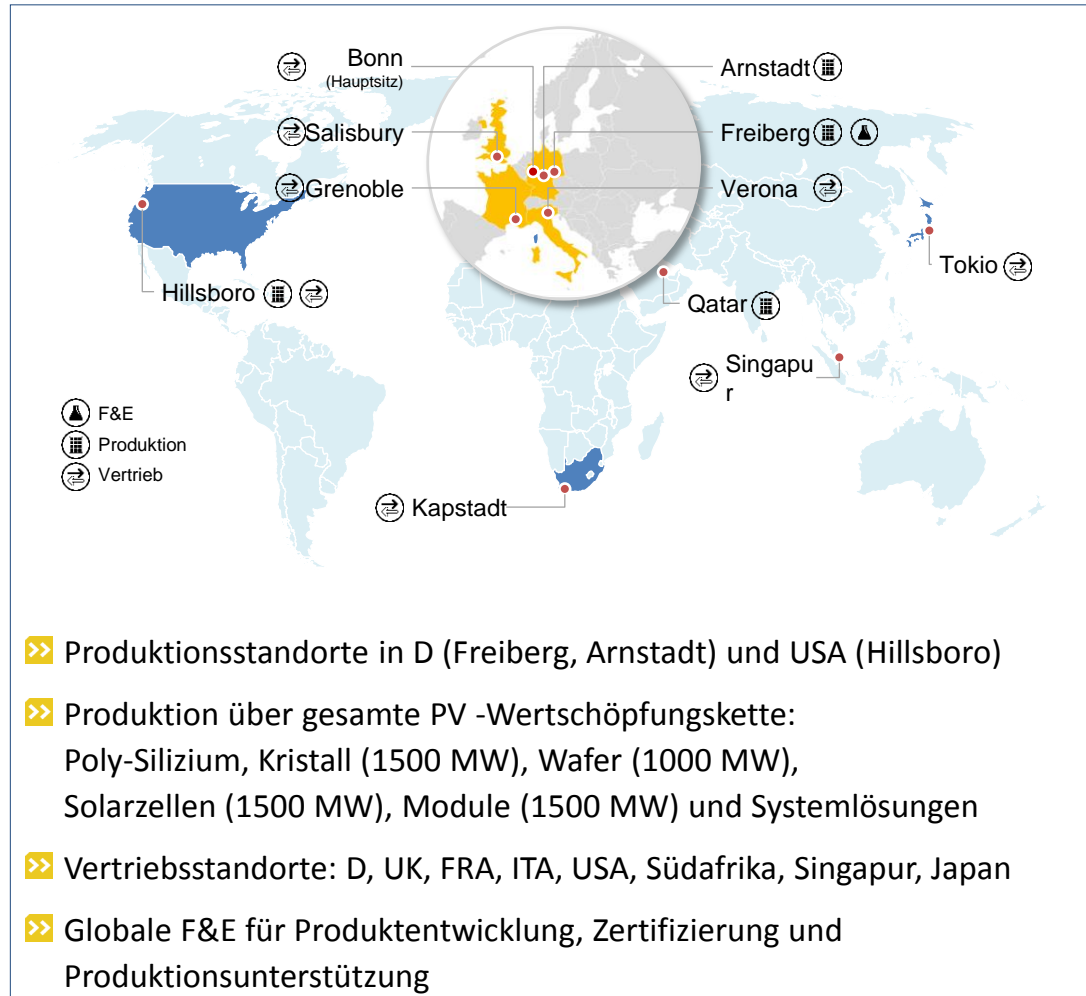 Bonn
(Hauptsitz)
Arnstadt
Salisbury
Freiberg
Grenoble
Verona
Tokio
Hillsboro
Qatar
Singapu
r
F&E
Produktion
Vertrieb
Kapstadt
Produktionsstandorte in D (Freiberg, Arnstadt) und USA (Hillsboro)
Produktion über gesamte PV -Wertschöpfungskette:
Poly-Silizium, Kristall (1500 MW), Wafer (1000 MW),
Solarzellen (1500 MW), Module (1500 MW) und Systemlösungen
Vertriebsstandorte: D, UK, FRA, ITA, USA, Südafrika, Singapur, Japan
Globale F&E für Produktentwicklung, Zertifizierung und
Produktionsunterstützung